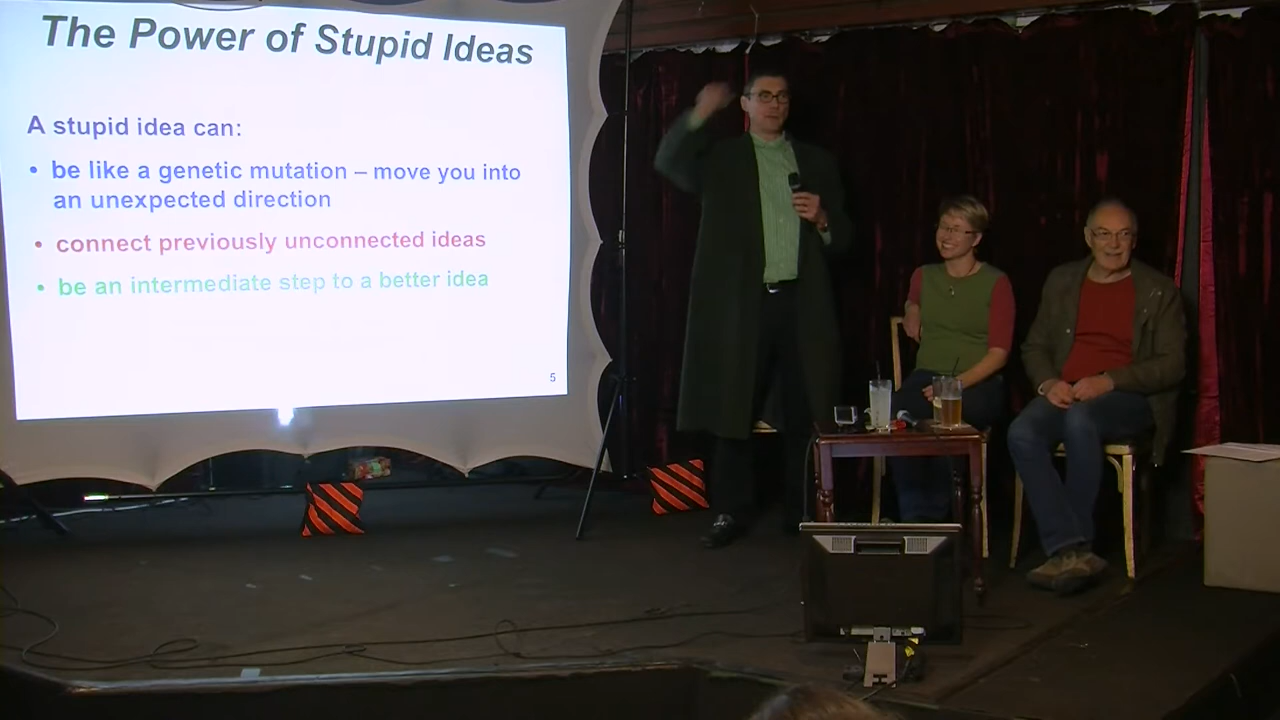 The Power of Stupid Ideas
A stupid idea can:
• be like a genetic mutation – move you into
an unexpected direction
• connect previously unconnected ideas
• be an intermediate step to a better idea
5